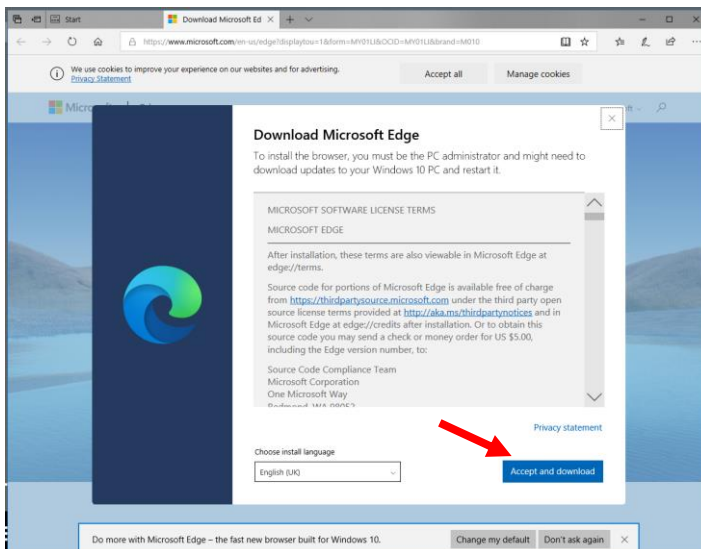 Start
Download Microsoft Ed
https://www.microsoft.com/en-us/edge?displaytou=1&form=MY01LI&OCID=MY01LI&brand=M010
We use cookies to improve your experience on our websites and for advertising.
Privacy Statement
Accept all
Manage cookies
Micro
Download Microsoft Edge
To install the browser, you must be the PC administrator and might need to
download updates to your Windows 10 PC and restart it.
MICROSOFT SOFTWARE LICENSE TERMS
MICROSOFT EDGE
After installation, these terms are also viewable in Microsoft Edge at
edge://terms.
Source code for portions of Microsoft Edge is available free of charge
from https://thirdpartysource.microsoft.com under the third party open
source license terms provided at http://aka.ms/thirdpartynotices and in
Microsoft Edge at edge://credits after installation. Or to obtain this
source code you may send a check or money order for US $5.00,
including the Edge version number, to:
Source Code Compliance Team
Microsoft Corporation
One Microsoft Way
Redmond, WA 98052
Privacy statement
Choose install language
English (UK)
Accept and download
Do more with Microsoft Edge – the fast new browser built for Windows 10.
Change my default
Don't ask again